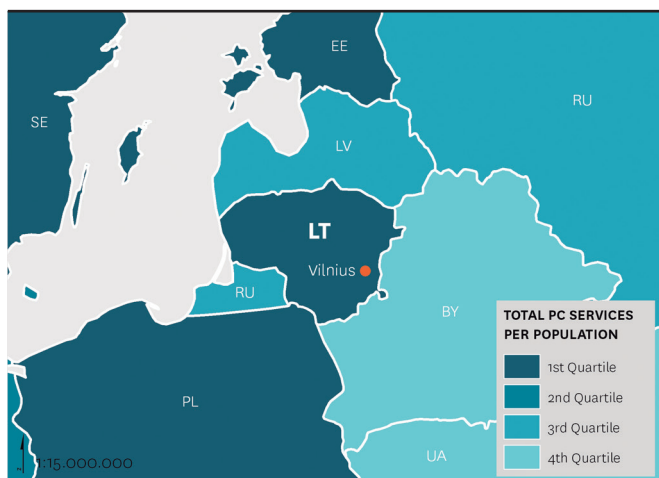 EE
RU
SE
LV
LT
Vilnius
RU
BY
PL
UA
TOTAL PC SERVICES
PER POPULATION
1st Quartile
2nd Quartile
3rd Quartile
4th Quartile
1:15.000.000